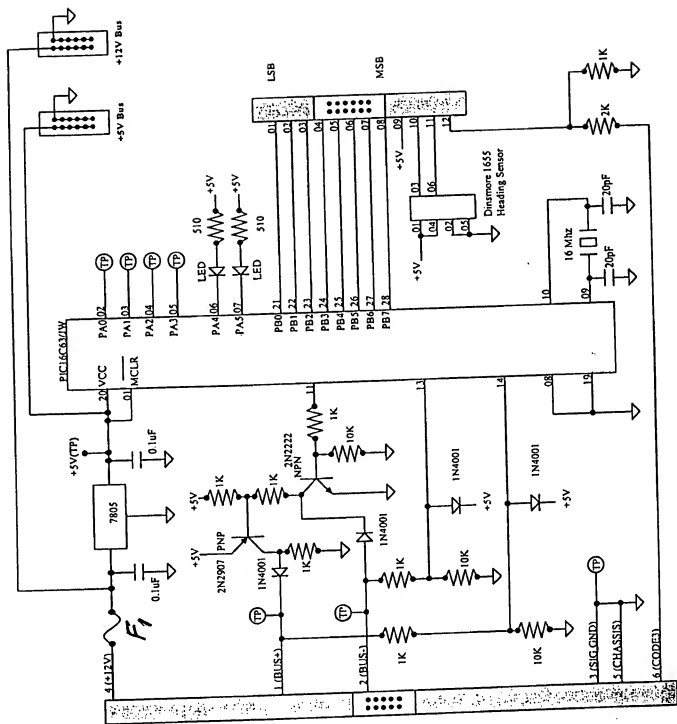 +12V Bus
+5V Bus
LSB
MSB
01
02
03
04
05
06
07
08
09
10
11
12
+5V
1K
2K
03
06
01
04
02
05
Dinsmore 1655
Heading Sensor
+5V
20pF
16 Mhz
20pF
+5V
+5V
510
510
LED
LED
TP
TP
TP
TP
PA0 02
PA1 03
PA2 04
PA3 05
PA4 06
PA5 07
PB0 21
PB1 22
PB2 23
PB3 24
PB4 25
PB5 26
PB6 27
PB7 28
10
09
PIC16C63/JW
20 VCC
01 MCLR
11
13
14
08
19
+5V(TP)
0.1uF
7805
0.1uF
F1
1K
2N2222
NPN
10K
+5V
1K
1K
+5V
PNP
2N2907
1N4001
1K
1N4001
TP
TP
1N4001
+5V
1K
10K
1N4001
+5V
1K
10K
TP
4 (+12V)
1 (BUS+)
2 (BUS-)
3 (SIG GND)
5 (CHASSIS)
6 (CODE3)